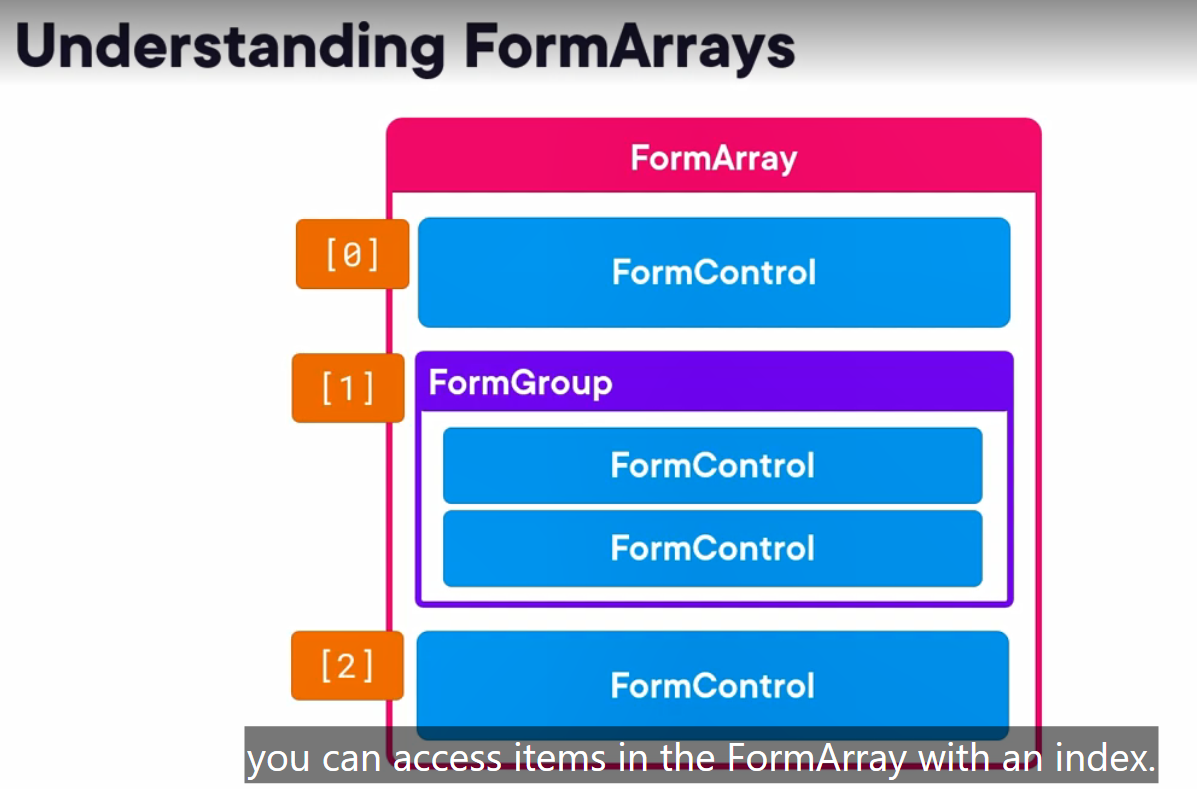 Understanding FormArrays
FormArray
[0]
FormControl
[1]
FormGroup
FormControl
FormControl
[2]
FormControl
you can access items in the FormArray with an index.